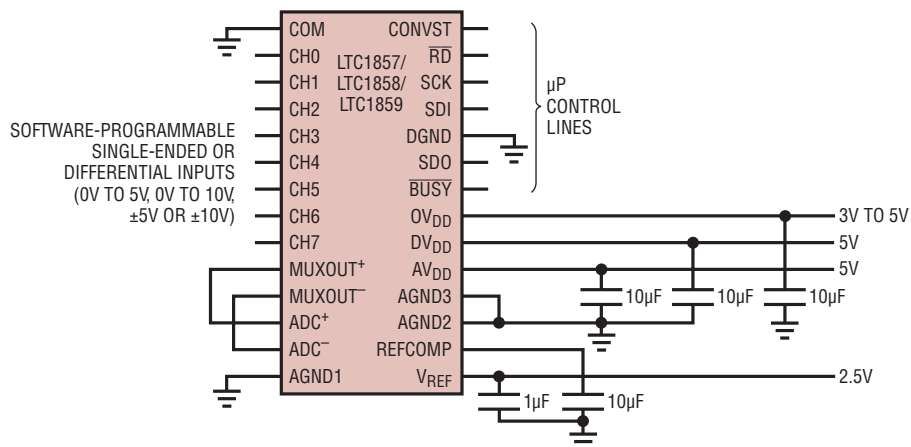 COM
CH0
CH1
CH2
CH3
CH4
CH5
CH6
CH7
MUXOUT+
MUXOUT−
ADC+
ADC−
AGND1
LTC1857/
LTC1858/
LTC1859
CONVST
RD
SCK
SDI
DGND
SDO
BUSY
OVDD
DVDD
AVDD
AGND3
AGND2
REFCOMP
VREF
µP
CONTROL
LINES
SOFTWARE-PROGRAMMABLE
SINGLE-ENDED OR
DIFFERENTIAL INPUTS
(0V TO 5V, 0V TO 10V,
±5V OR ±10V)
3V TO 5V
5V
5V
10µF
10µF
10µF
2.5V
1µF
10µF